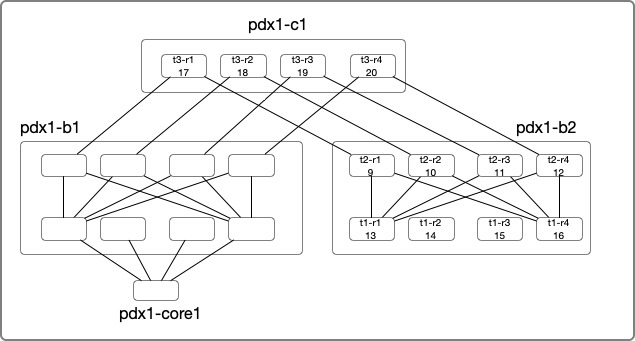 pdx1-c1
t3-r1 t3-r2 t3-r3 t3-r4
17 18 19 20
pdx1-b1 pdx1-b2
t2-r1 t2-r2 t2-r3 t2-r4
9 10 11 12
t1-r1 t1-r2 t1-r3 t1-r4
13 14 15 16
pdx1-core1